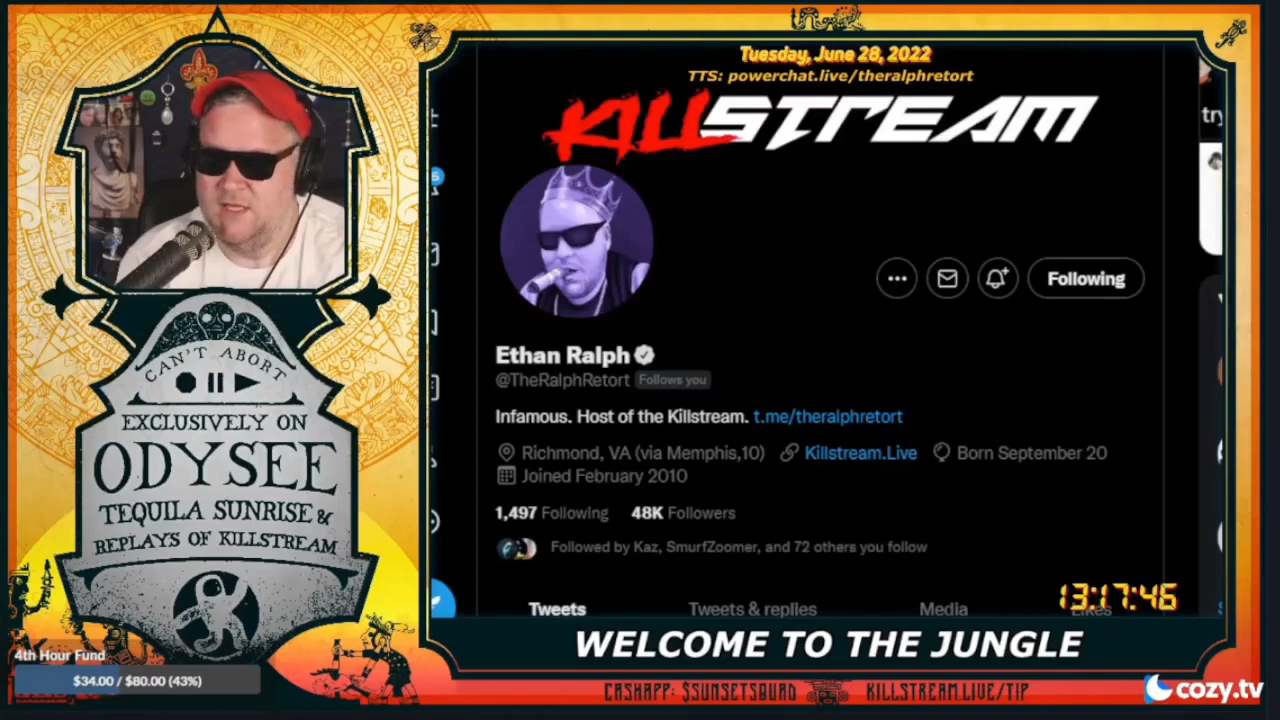 Tuesday, June 28, 2022
TTS: powerchat.live/theralphretort
KILLSTREAM
Following
Ethan Ralph
@TheRalphRetort Follows you
Infamous. Host of the Killstream. t.me/theralphretort
Richmond, VA (via Memphis,10) Killstream.Live Born September 20
Joined February 2010
1,497 Following 48K Followers
Followed by Kaz, SmurfZoomer, and 72 others you follow
Tweets Tweets & replies Media Likes
13:17:46
WELCOME TO THE JUNGLE
CASHAPP: $SUNSETSQUAD KILLSTREAM.LIVE/TIP
cozy.tv
CAN'T ABORT
EXCLUSIVELY ON
ODYSEE
TEQUILA SUNRISE &
REPLAYS OF KILLSTREAM
4th Hour Fund
$34.00 / $80.00 (43%)